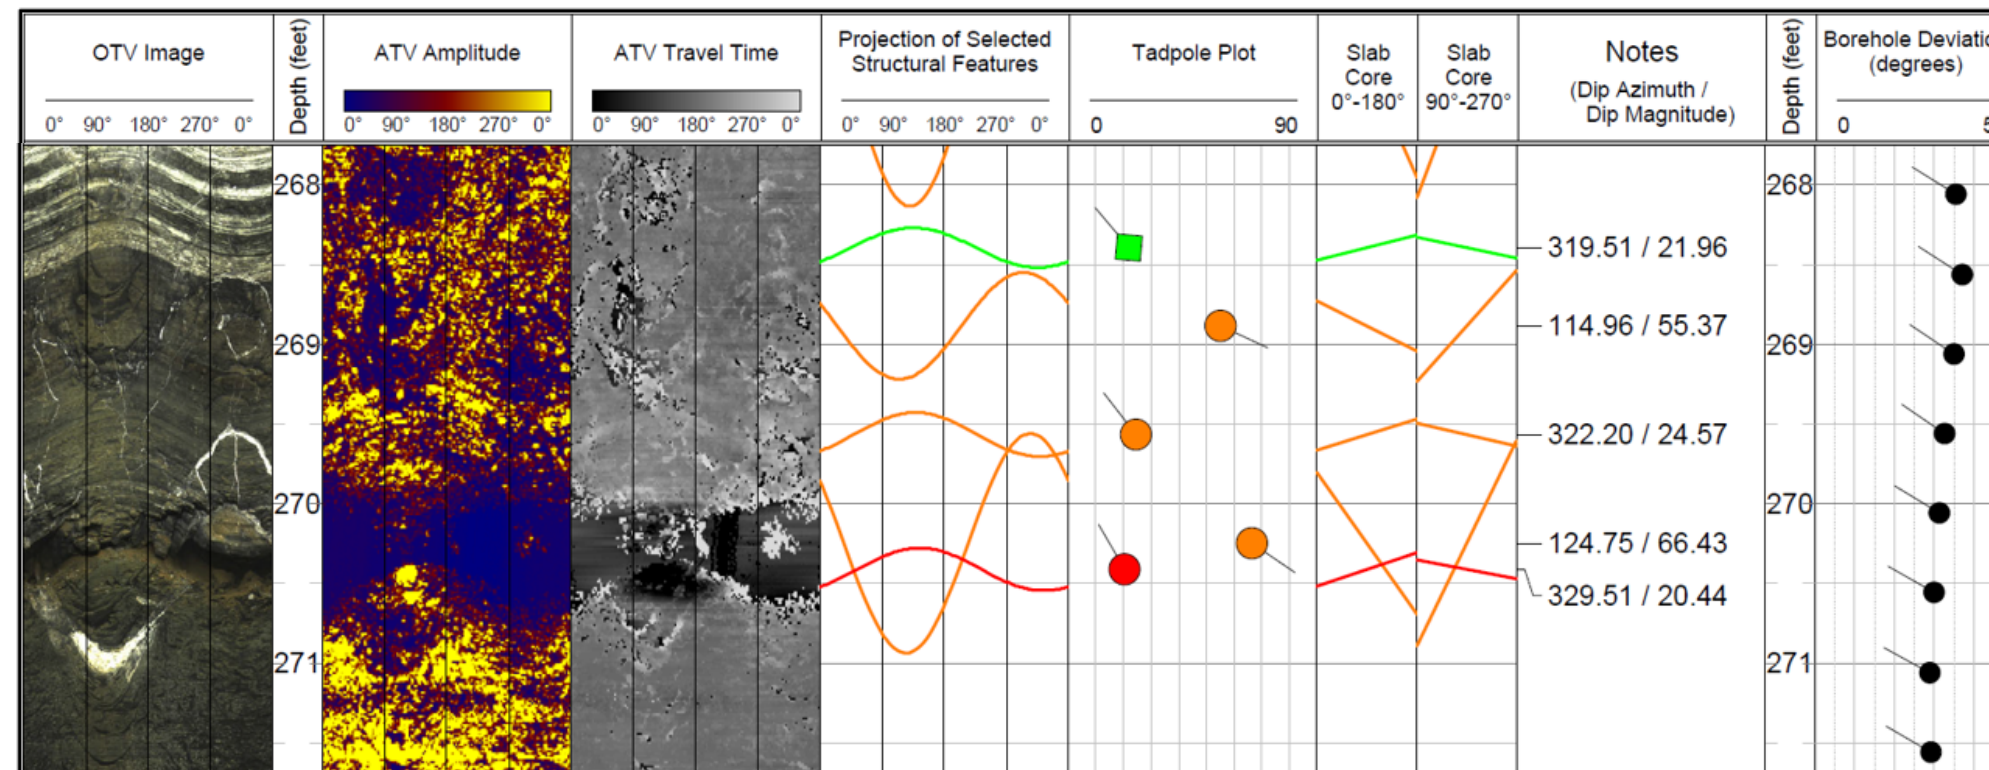 OTV Image
0° 90° 180° 270° 0°
Depth (feet)
ATV Amplitude
0° 90° 180° 270° 0°
ATV Travel Time
0° 90° 180° 270° 0°
Projection of Selected
Structural Features
0° 90° 180° 270° 0°
Tadpole Plot
0 90
Slab
Core
0°-180°
Slab
Core
90°-270°
Notes
(Dip Azimuth /
Dip Magnitude)
Depth (feet)
Borehole Deviatio
(degrees)
0 5
268
269
270
271
319.51 / 21.96
114.96 / 55.37
322.20 / 24.57
124.75 / 66.43
329.51 / 20.44
268
269
270
271